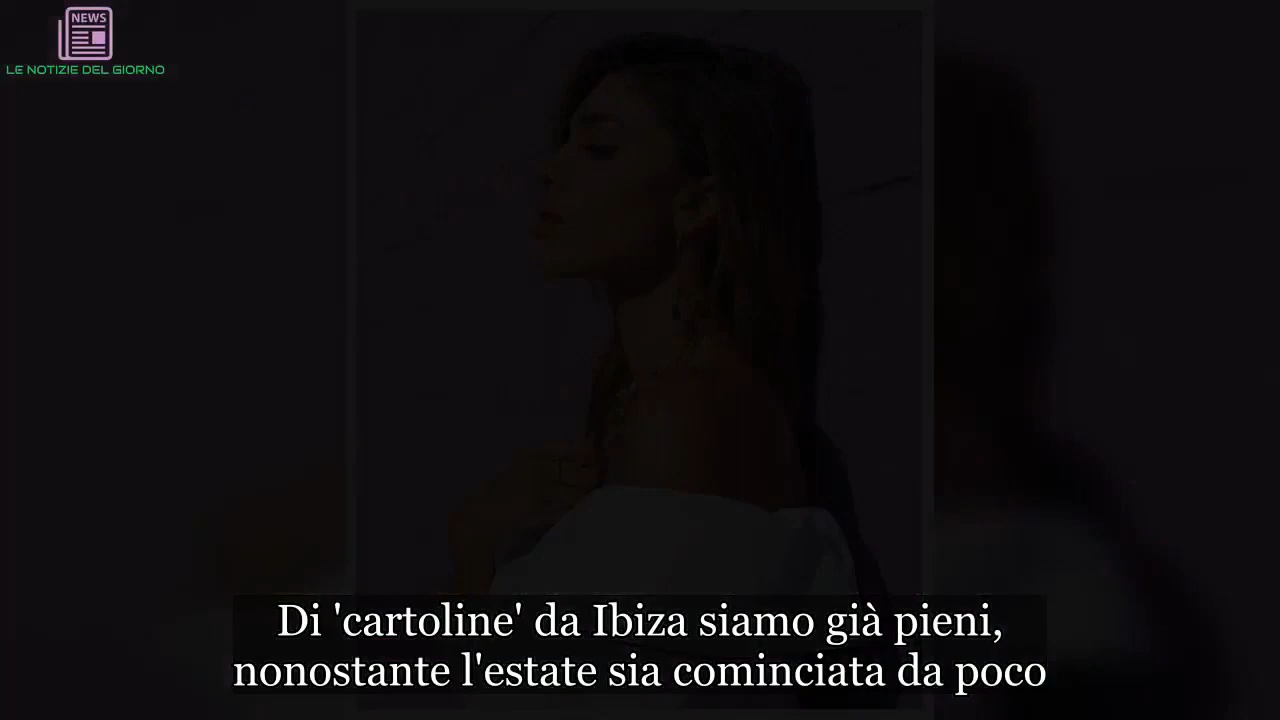 NEWS
LE NOTIZIE DEL GIORNO
Di 'cartoline' da Ibiza siamo già pieni,
nonostante l'estate sia cominciata da poco